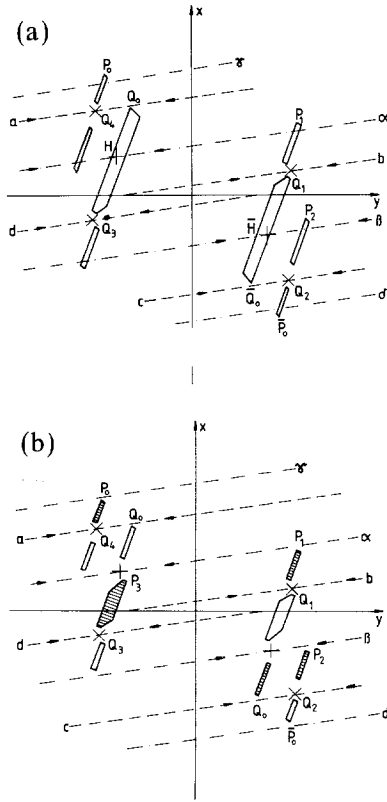 (a)
x
P₀
γ
Q₀
a
Q₄
P₁
α
H
b
Q₁
y
H̄
P₂
β
d
Q₃
c
Q̄₀
Q₂
P̄₀
δ
(b)
x
P₀
γ
Q₀
a
Q₄
P₁
α
P₃
b
Q₁
y
d
Q₃
P₂
β
c
Q₀
Q₂
P̄₀
d